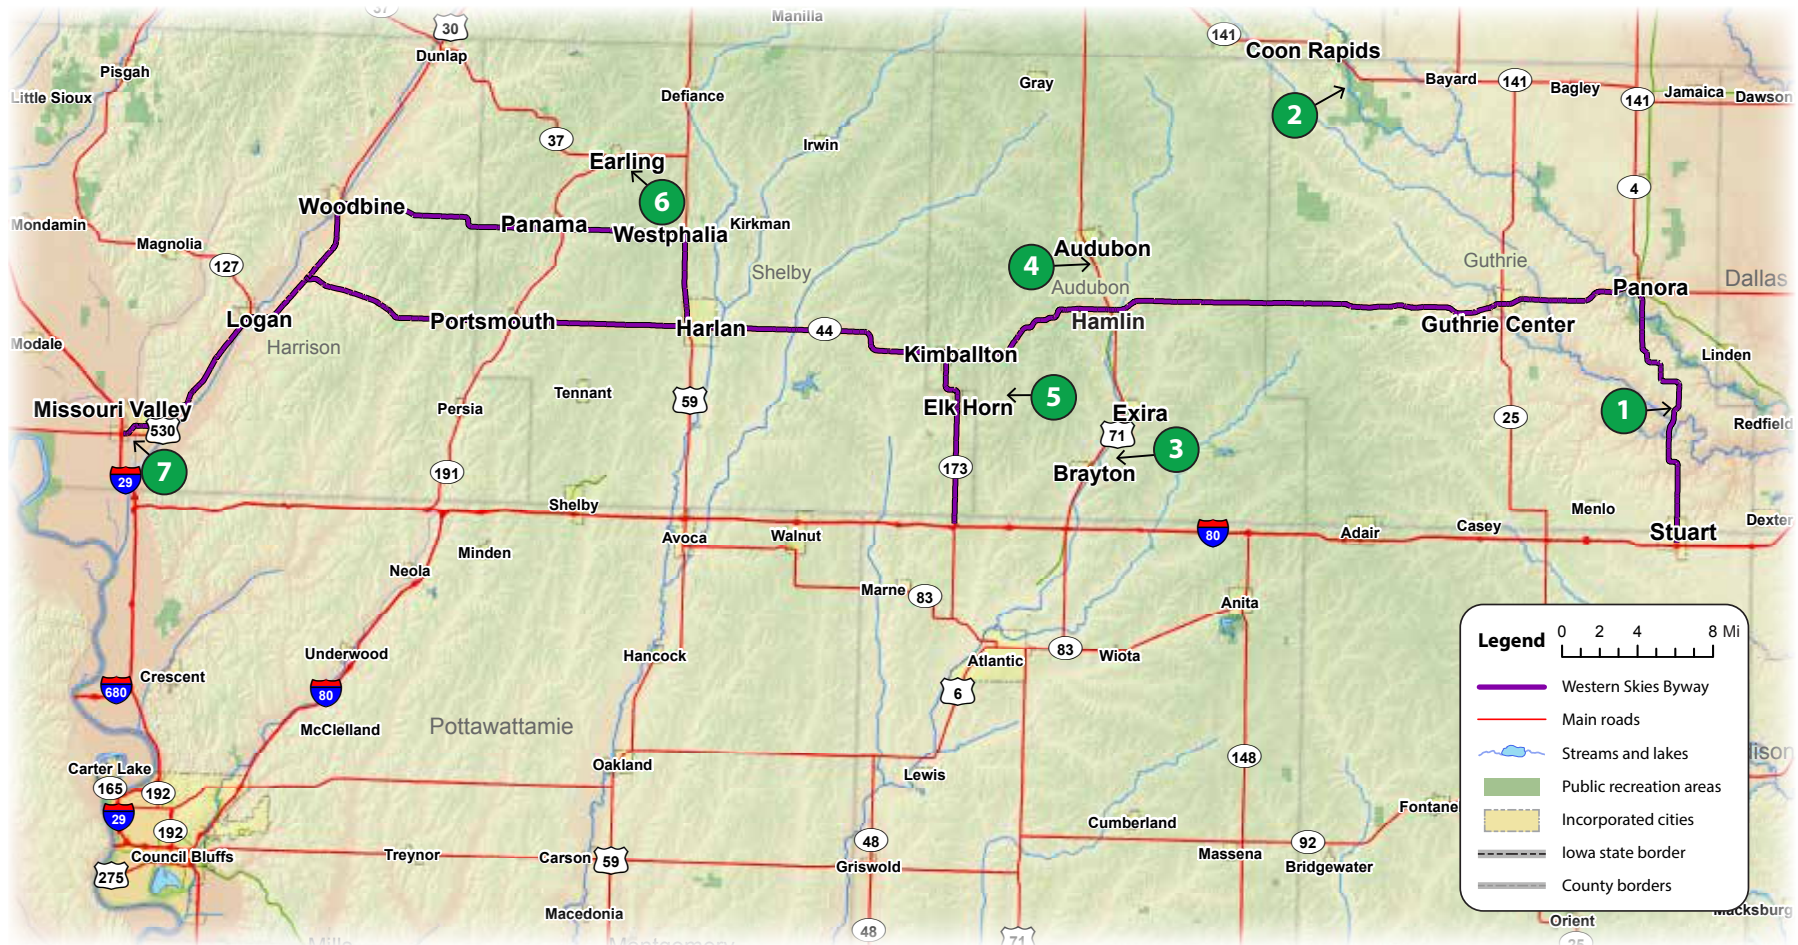 37
Manilla
30
141
Coon Rapids
Dunlap
Pisgah
Gray
Bayard
141
Bagley
Jamaica
Dawson
Little Sioux
Defiance
2
141
37
Irwin
Earling
4
6
Woodbine
Mondamin
Panama
Westphalia
Kirkman
Magnolia
Audubon
127
Shelby
4
Audubon
Guthrie
Dallas
Panora
Logan
Portsmouth
Harlan
44
Hamlin
Guthrie Center
Modale
Harrison
Kimballton
Linden
Tennant
59
5
Missouri Valley
Persia
Elk Horn
Exira
1
25
Redfield
530
71
3
7
29
191
173
Brayton
Shelby
Menlo
Avoca
Walnut
80
Adair
Casey
Stuart
Dexter
Minden
Neola
Marne
83
Anita
Underwood
Hancock
Atlantic
83
Wiota
Crescent
680
80
6
McClelland
Pottawattamie
Carter Lake
Oakland
Lewis
148
165
192
29
192
Cumberland
Fontane
48
92
Council Bluffs
Treynor
Carson
59
Griswold
Massena
Bridgewater
275
Macedonia
48
71
Mills
Montgomery
Orient
25
Macksburg
lison
Legend
0 2 4 8 Mi
Western Skies Byway
Main roads
Streams and lakes
Public recreation areas
Incorporated cities
Iowa state border
County borders